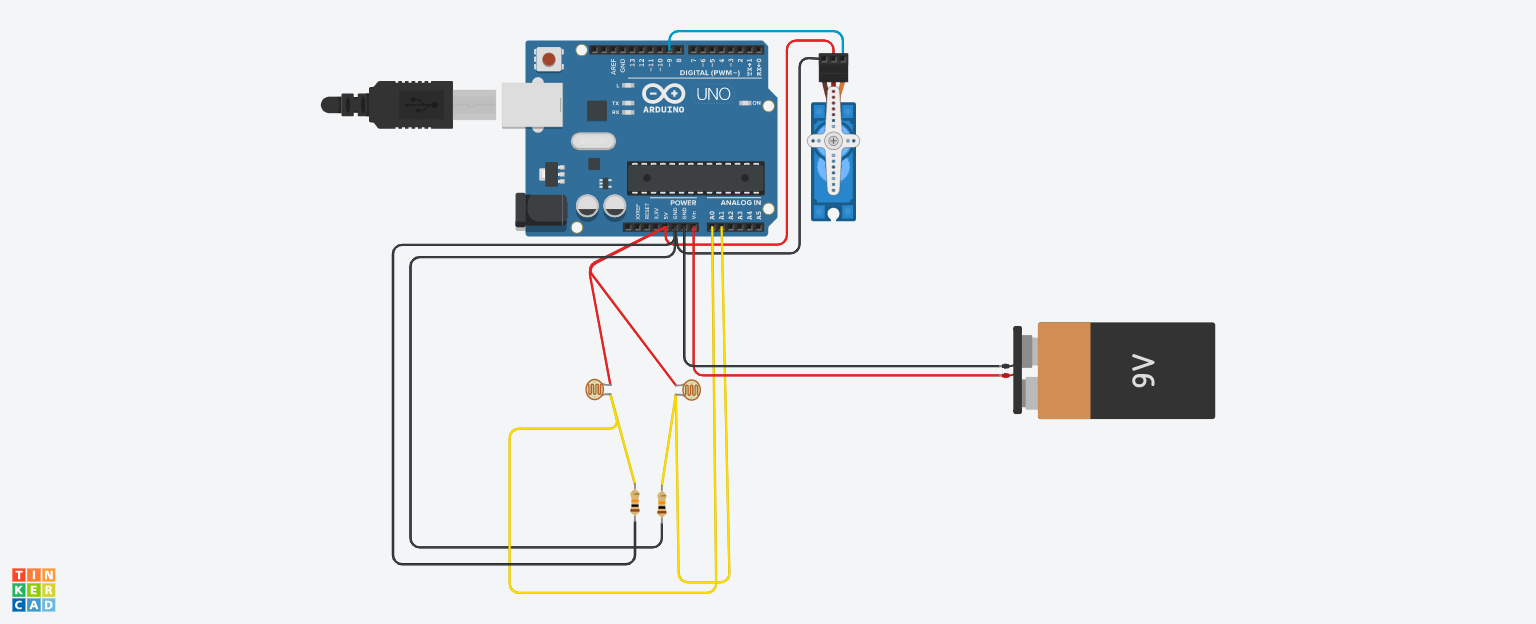 AREF
GND
13
12
~11
~10
~9
8
7
~6
~5
4
~3
2
TX→1
RX←0
DIGITAL (PWM~)
L
TX
RX
ARDUINO
UNO
ON
POWER
ANALOG IN
IOREF
RESET
3.3V
5V
GND
GND
Vin
A0
A1
A2
A3
A4
A5
9V
TIN
KER
CAD